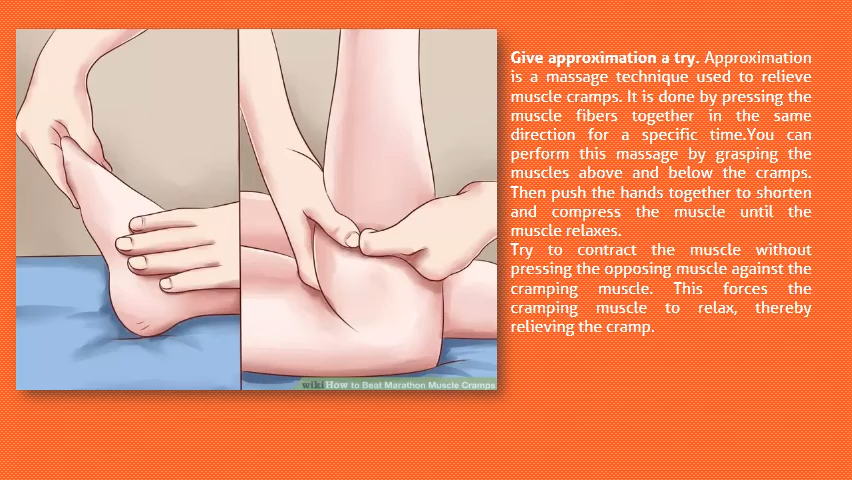 Give approximation a try. Approximation
is a massage technique used to relieve
muscle cramps. It is done by pressing the
muscle fibers together in the same
direction for a specific time.You can
perform this massage by grasping the
muscles above and below the cramps.
Then push the hands together to shorten
and compress the muscle until the
muscle relaxes.
Try to contract the muscle without
pressing the opposing muscle against the
cramping muscle. This forces the
cramping muscle to relax, thereby
relieving the cramp.
wikiHow to Beat Marathon Muscle Cramps